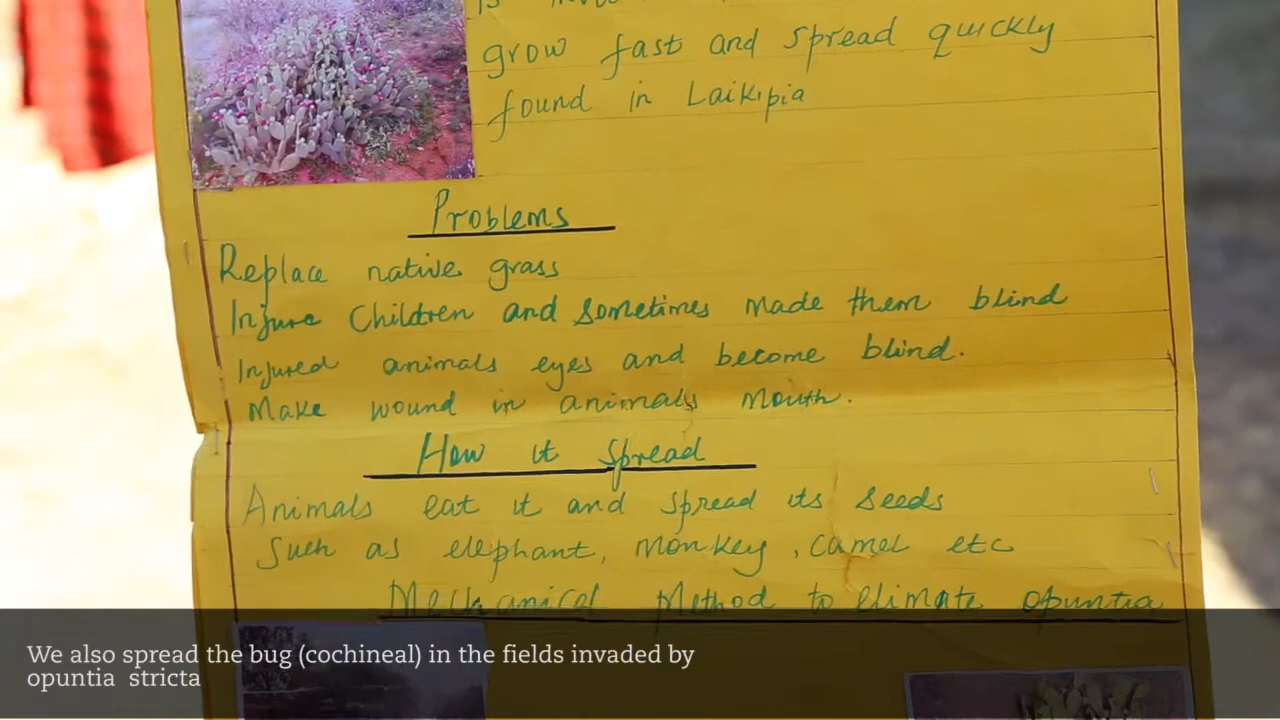 grow fast and spread quickly
found in Laikipia
Problems
Replace native grass
Injure Children and sometimes made them blind
Injured animals eyes and become blind.
Make wound in animals mouth.
How it spread
Animals eat it and spread its seeds
Such as elephant, monkey, camel etc
Mechanical Method to elimate opuntia
We also spread the bug (cochineal) in the fields invaded by
opuntia stricta